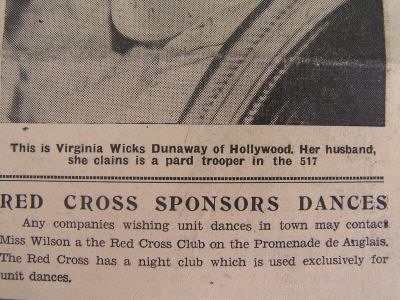 This is Virginia Wicks Dunaway of Hollywood. Her husband,
she clains is a pard trooper in the 517
RED CROSS SPONSORS DANCES
Any companies wishing unit dances in town may contact
Miss Wilson a the Red Cross Club on the Promenade de Anglais.
The Red Cross has a night club which is used exclusively for
unit dances.